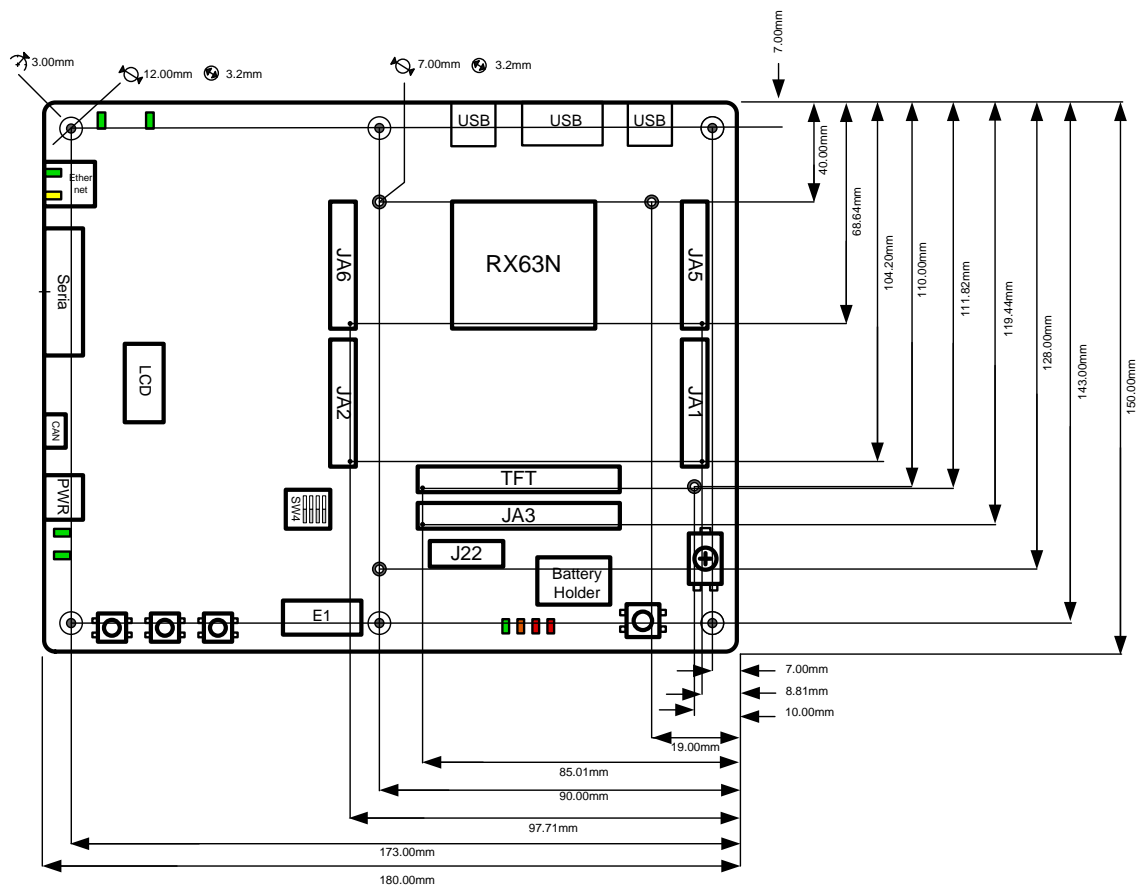 7.00mm
3.00mm
12.00mm 3.2mm
7.00mm 3.2mm
USB
USB
USB
Ether
net
40.00mm
68.64mm
104.20mm
110.00mm
111.82mm
119.44mm
128.00mm
143.00mm
150.00mm
JA6
RX63N
JA5
Seria
LCD
JA2
JA1
CAN
PWR
TFT
SW4
JA3
J22
Battery
Holder
E1
7.00mm
8.81mm
10.00mm
19.00mm
85.01mm
90.00mm
97.71mm
173.00mm
180.00mm